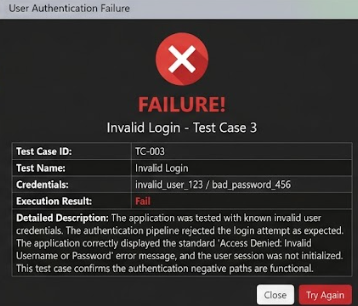 User Authentication Failure
FAILURE!
Invalid Login - Test Case 3
Test Case ID: TC-003
Test Name: Invalid Login
Credentials: invalid_user_123 / bad_password_456
Execution Result: Fail
Detailed Description: The application was tested with known invalid user
credentials. The authentication pipeline rejected the login attempt as expected.
The application correctly displayed the standard 'Access Denied: Invalid
Username or Password' error message, and the user session was not initialized.
This test case confirms the authentication negative paths are functional.
Close Try Again